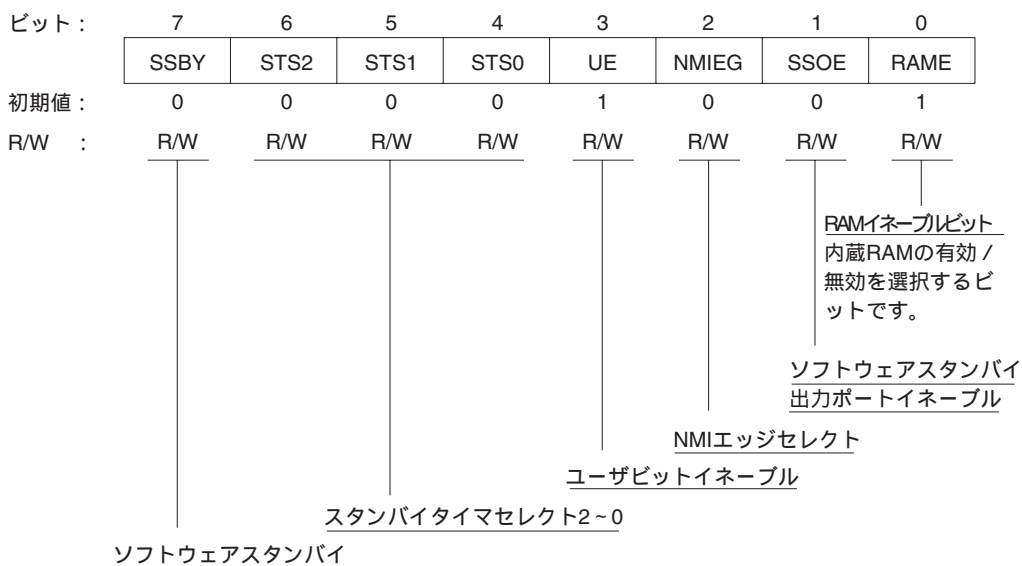 ビット： 7 6 5 4 3 2 1 0
SSBY STS2 STS1 STS0 UE NMIEG SSOE RAME
初期値： 0 0 0 0 1 0 0 1
R/W ： R/W R/W R/W R/W R/W R/W R/W R/W
RAMイネーブルビット
内蔵RAMの有効／
無効を選択するビ
ットです。
ソフトウェアスタンバイ
出力ポートイネーブル
NMIエッジセレクト
ユーザビットイネーブル
スタンバイタイマセレクト2～0
ソフトウェアスタンバイ